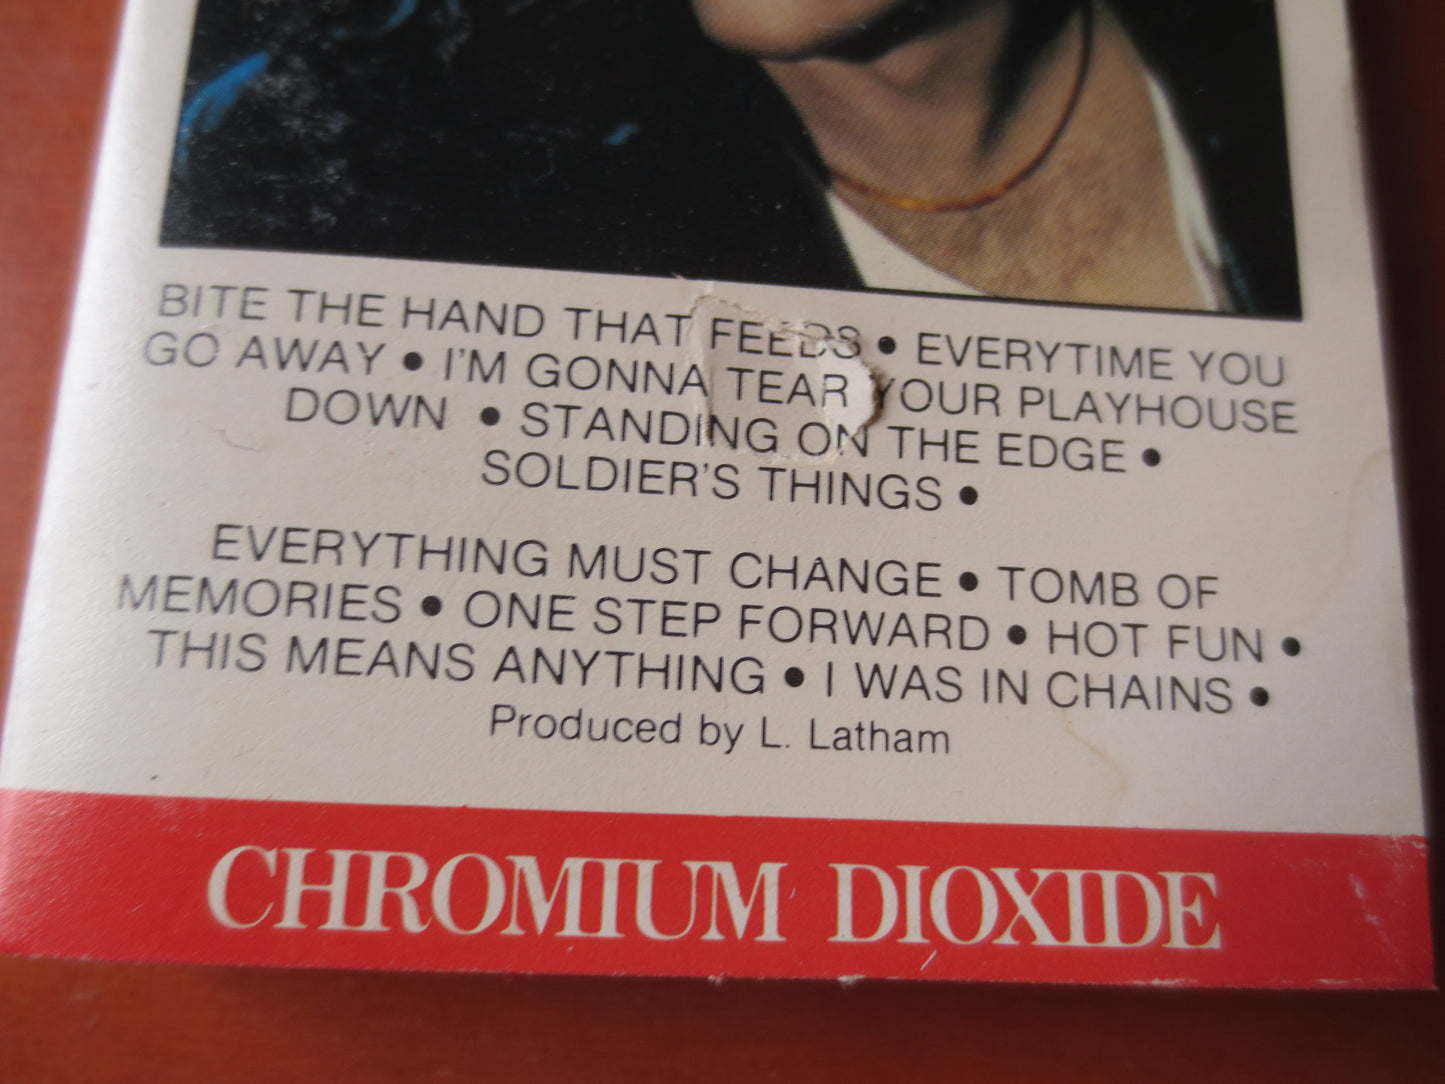 BITE THE HAND THAT FEEDS • EVERYTIME YOU
GO AWAY • I'M GONNA TEAR YOUR PLAYHOUSE
DOWN • STANDING ON THE EDGE •
SOLDIER'S THINGS •
EVERYTHING MUST CHANGE • TOMB OF
MEMORIES • ONE STEP FORWARD • HOT FUN •
THIS MEANS ANYTHING • I WAS IN CHAINS •
Produced by L. Latham
CHROMIUM DIOXIDE